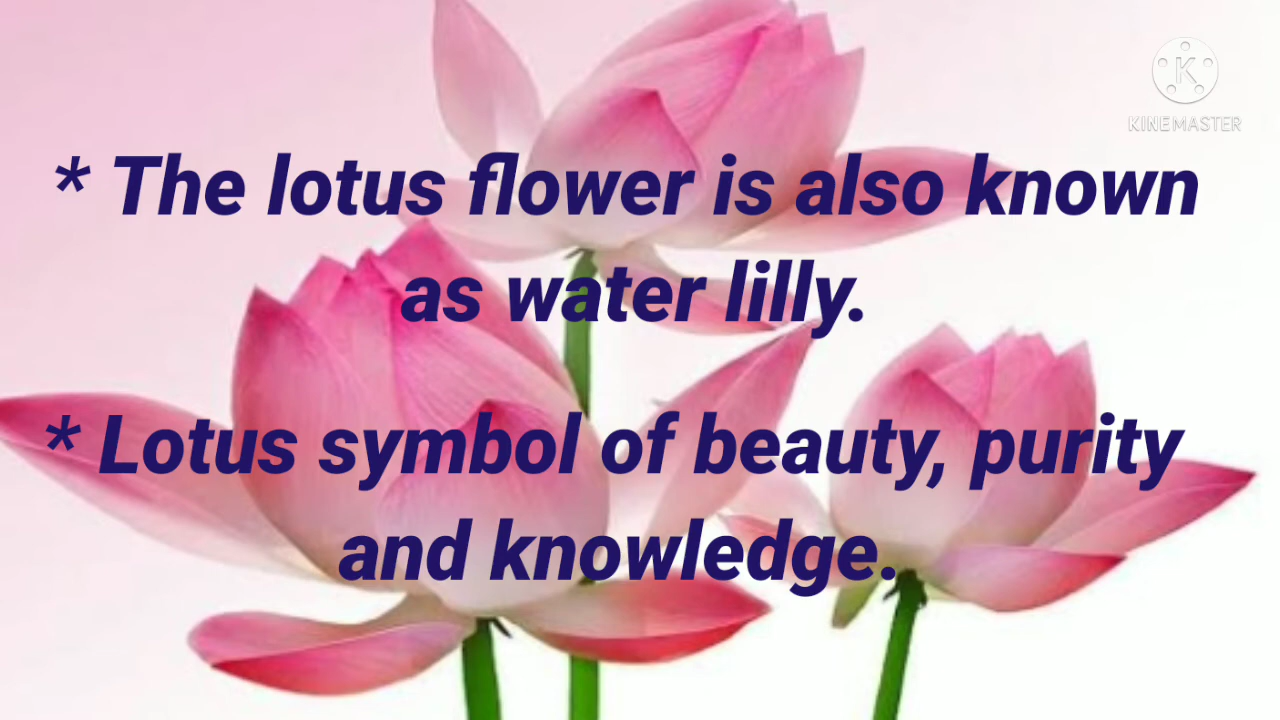 KINEMASTER
* The lotus flower is also known
as water lilly.
* Lotus symbol of beauty, purity
and knowledge.